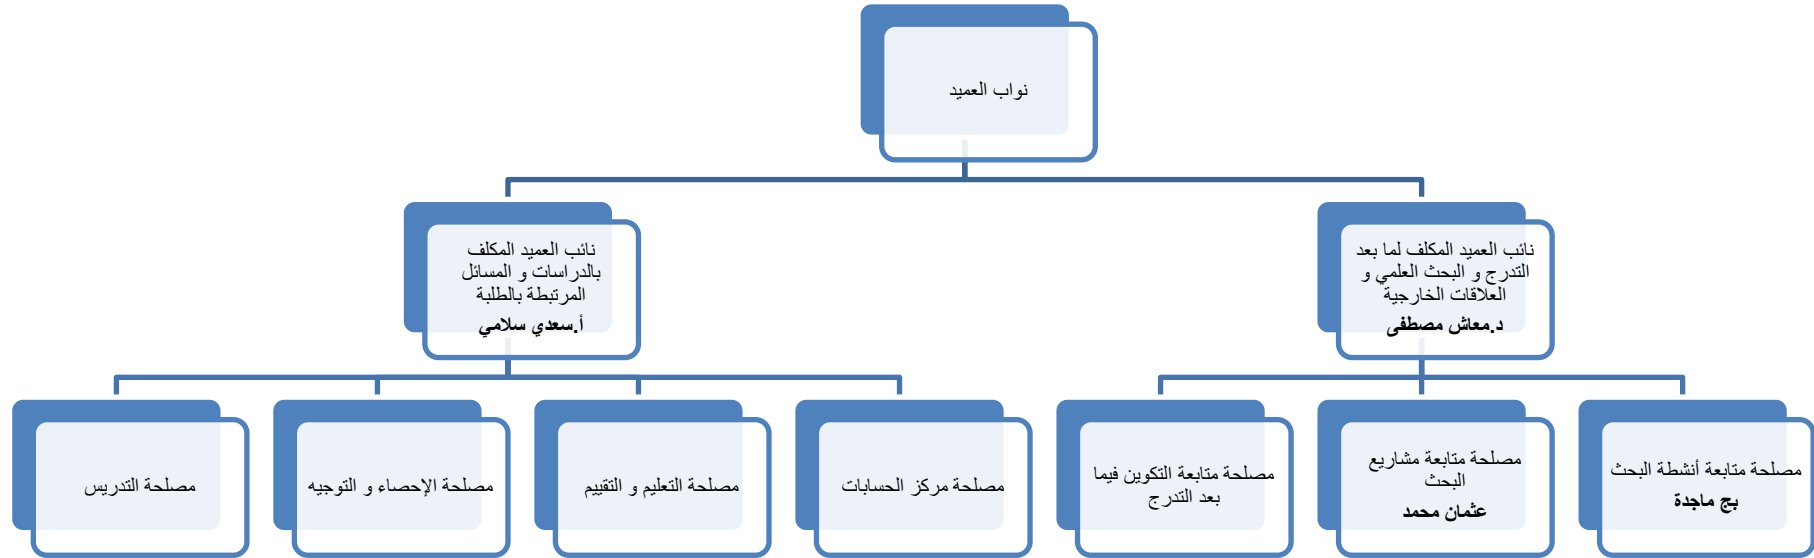 نواب العميد
نائب العميد المكلف لما بعد
التدرج و البحث العلمي و
العلاقات الخارجية
د.معاش مصطفى
نائب العميد المكلف
بالدراسات و المسائل
المرتبطة بالطلبة
أ.سعدي سلامي
مصلحة متابعة أنشطة البحث
بج ماجدة
مصلحة متابعة مشاريع
البحث
عثمان محمد
مصلحة متابعة التكوين فيما
بعد التدرج
مصلحة مركز الحسابات
مصلحة التعليم و التقييم
مصلحة الإحصاء و التوجيه
مصلحة التدريس